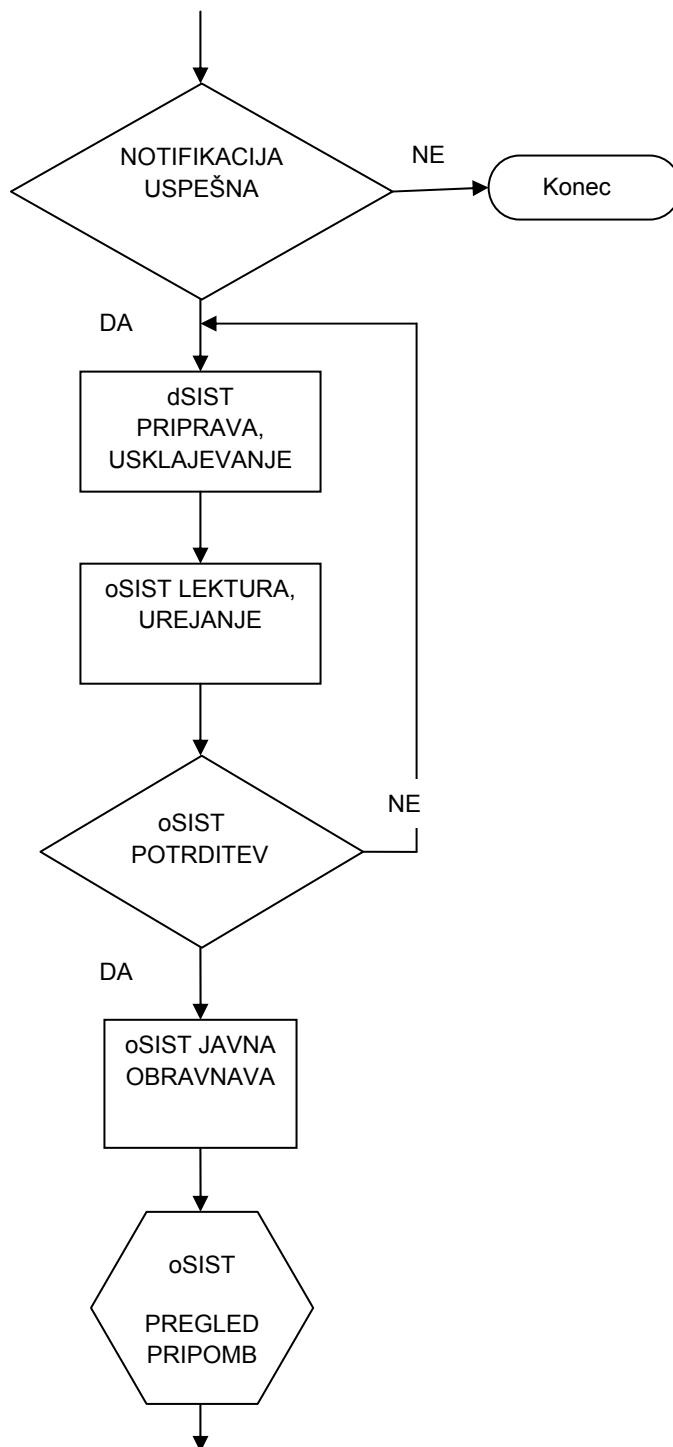 NOTIFIKACIJA
USPEŠNA
NE
Konec
DA
dSIST
PRIPRAVA,
USKLAJEVANJE
oSIST LEKTURA,
UREJANJE
oSIST
POTRDITEV
NE
DA
oSIST JAVNA
OBRAVNAVA
oSIST
PREGLED
PRIPOMB